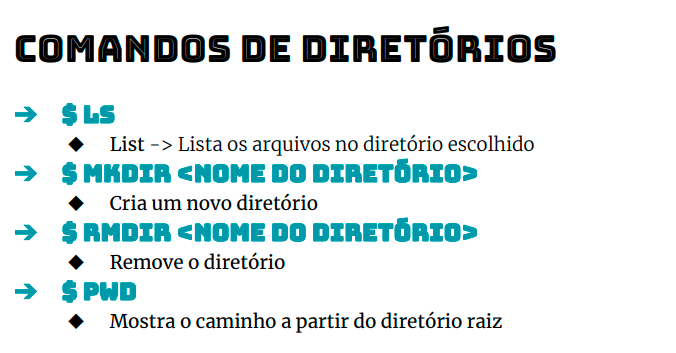 COMANDOS DE DIRETÓRIOS
➔ $ LS
◆ List -> Lista os arquivos no diretório escolhido
➔ $ MKDIR <NOME DO DIRETÓRIO>
◆ Cria um novo diretório
➔ $ RMDIR <NOME DO DIRETÓRIO>
◆ Remove o diretório
➔ $ PWD
◆ Mostra o caminho a partir do diretório raiz